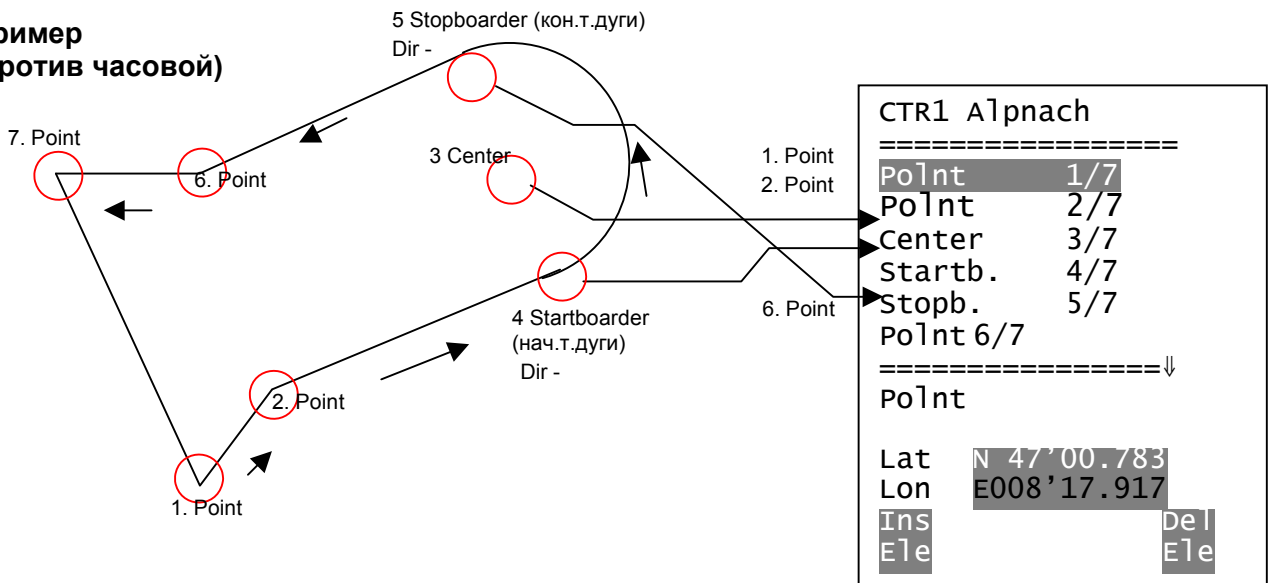 ример
ротив часовой)
5 Stopboarder (кон.т.дуги)
Dir -
7. Point
6. Point
3 Center
1. Point
2. Point
6. Point
4 Startboarder
(нач.т.дуги)
Dir -
2. Point
1. Point
CTR1 Alpnach
=================
Polnt 1/7
Polnt 2/7
Center 3/7
Startb. 4/7
Stopb. 5/7
Polnt 6/7
================⇓
Polnt
Lat N 47’00.783
Lon E008’17.917
Ins Del
Ele Ele